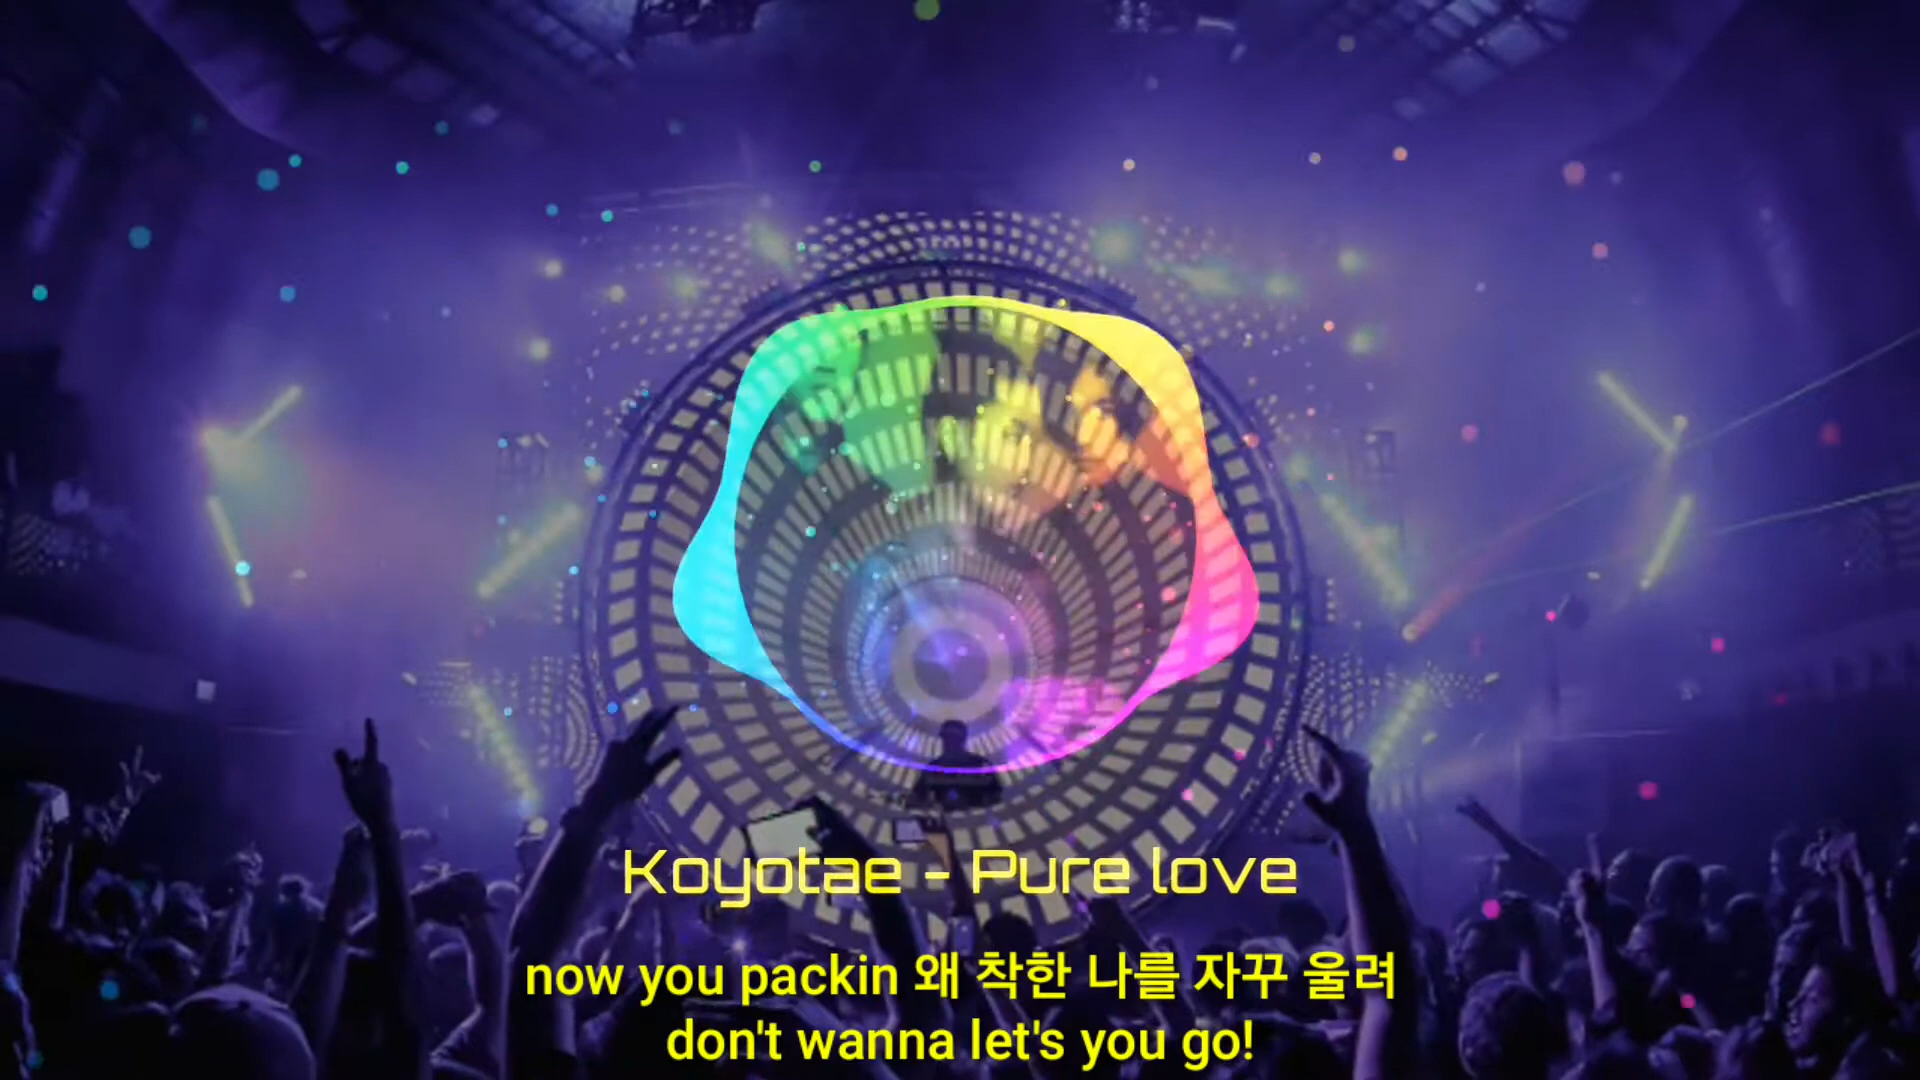 Koyotae - Pure love
now you packin 왜 착한 나를 자꾸 울려
don't wanna let's you go!